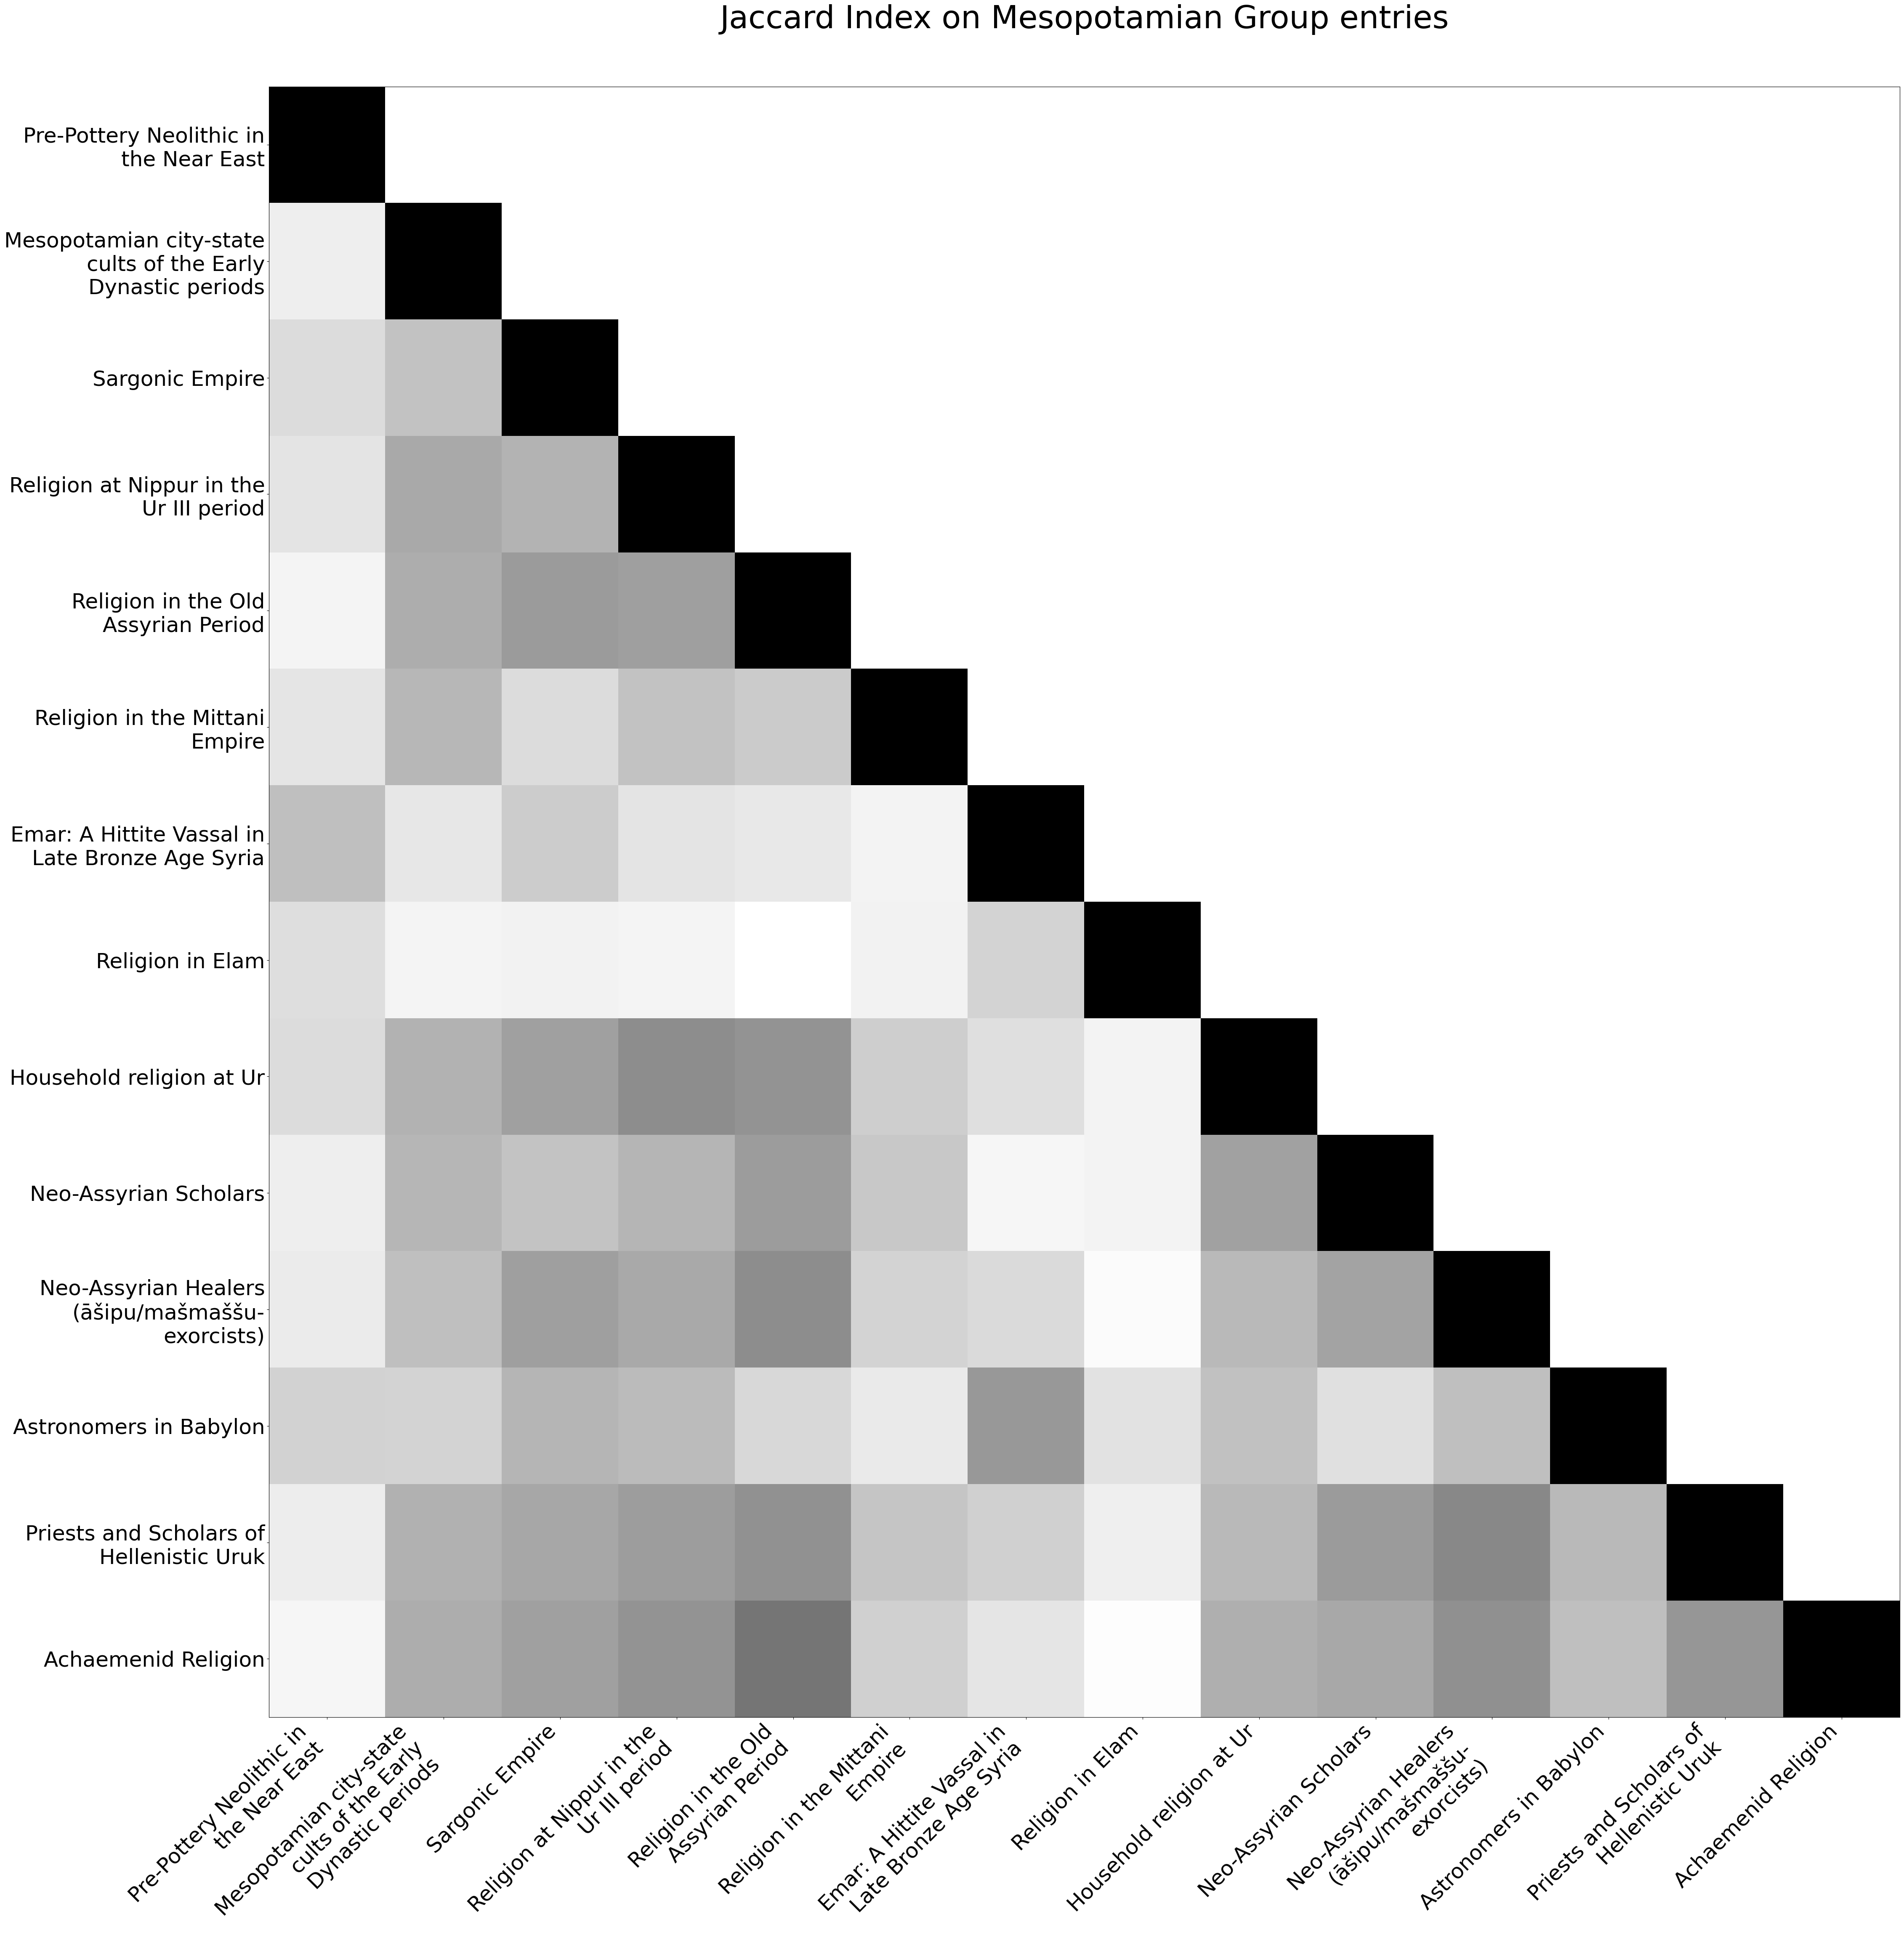 Jaccard Index on Mesopotamian Group entries
Pre-Pottery Neolithic in
the Near East
Mesopotamian city-state
cults of the Early
Dynastic periods
Sargonic Empire
Religion at Nippur in the
Ur III period
Religion in the Old
Assyrian Period
Religion in the Mittani
Empire
Emar: A Hittite Vassal in
Late Bronze Age Syria
Religion in Elam
Household religion at Ur
Neo-Assyrian Scholars
Neo-Assyrian Healers
(āšipu/mašmaššu-
exorcists)
Astronomers in Babylon
Priests and Scholars of
Hellenistic Uruk
Achaemenid Religion
Pre-Pottery Neolithic in
the Near East
Mesopotamian city-state
cults of the Early
Dynastic periods
Sargonic Empire
Religion at Nippur in the
Ur III period
Religion in the Old
Assyrian Period
Religion in the Mittani
Empire
Emar: A Hittite Vassal in
Late Bronze Age Syria
Religion in Elam
Household religion at Ur
Neo-Assyrian Scholars
Neo-Assyrian Healers
(āšipu/mašmaššu-
exorcists)
Astronomers in Babylon
Priests and Scholars of
Hellenistic Uruk
Achaemenid Religion